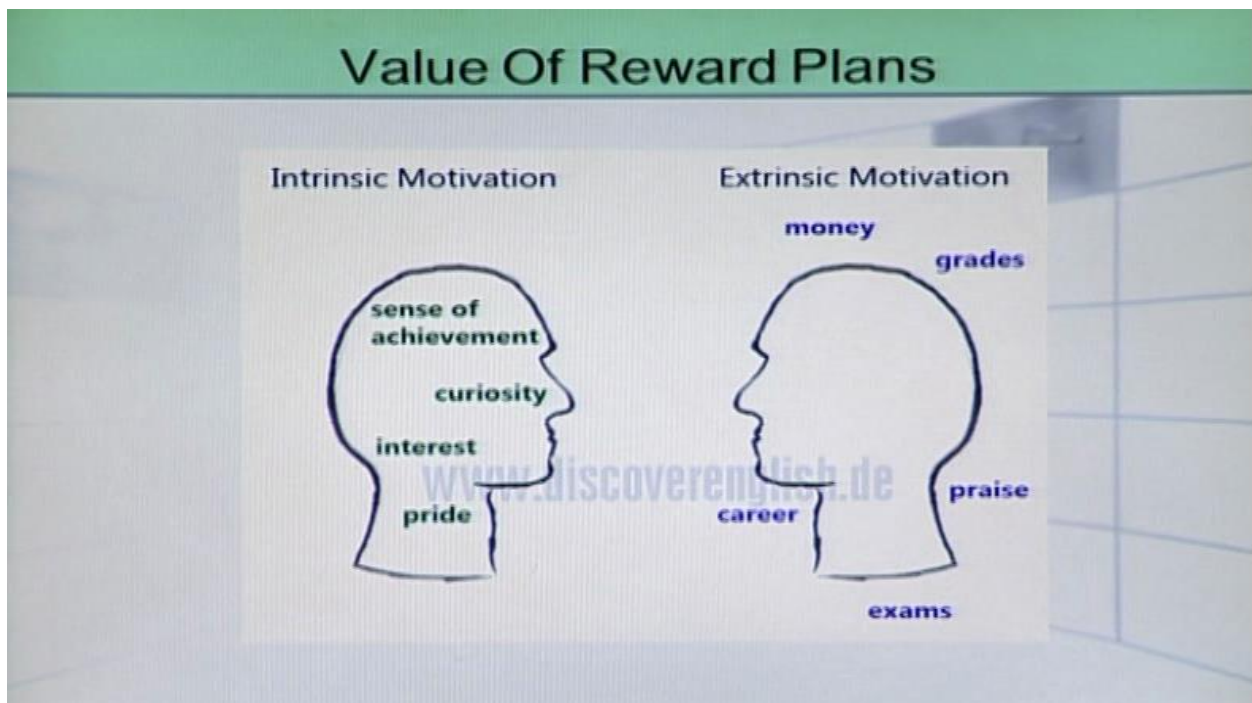 Value Of Reward Plans
Intrinsic Motivation
Extrinsic Motivation
money
grades
sense of
achievement
curiosity
interest
www.discoverenglish.de
pride
career
praise
exams